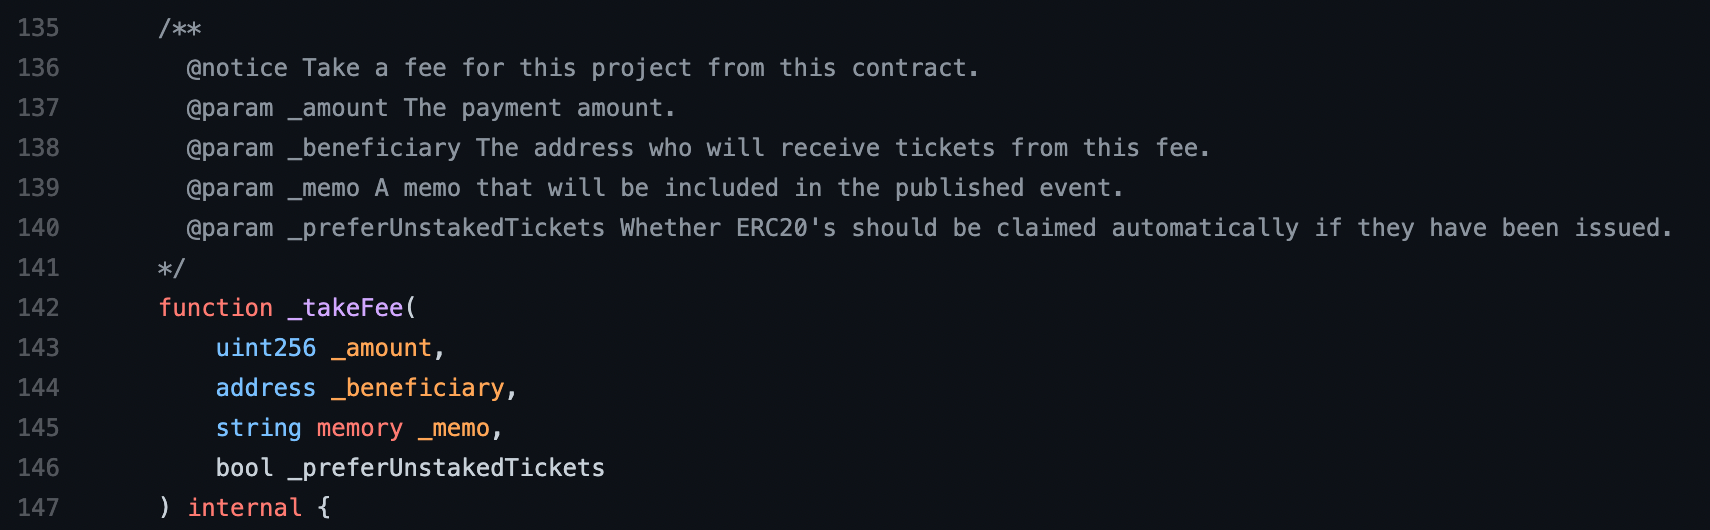 135 /**
136 @notice Take a fee for this project from this contract.
137 @param _amount The payment amount.
138 @param _beneficiary The address who will receive tickets from this fee.
139 @param _memo A memo that will be included in the published event.
140 @param _preferUnstakedTickets Whether ERC20's should be claimed automatically if they have been issued.
141 */
142 function _takeFee(
143 uint256 _amount,
144 address _beneficiary,
145 string memory _memo,
146 bool _preferUnstakedTickets
147 ) internal {